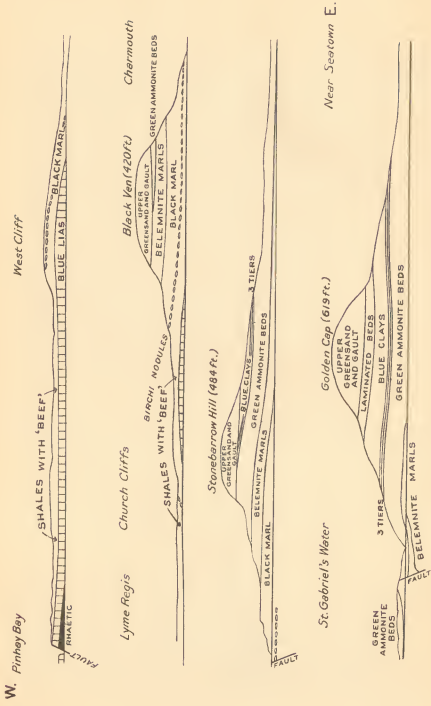 W. Pinhay Bay
West Cliff
SHALES WITH 'BEEF'
BLUE LIAS
BLACK MARL
RHAETIC
FAULT
Lyme Regis
Church Cliffs
Black Ven (420ft)
Charmouth
BIRCHI NODULES
SHALES WITH 'BEEF'
UPPER
GREENSAND AND GAULT
GREEN AMMONITE BEDS
BELEMNITE MARLS
BLACK MARL
Stonebarrow Hill (484ft.)
UPPER
GREENSAND AND
GAULT
BLUE CLAYS
3 TIERS
GREEN AMMONITE BEDS
BELEMNITE MARLS
BLACK MARL
FAULT
St. Gabriel's Water
Golden Cap (619ft.)
Near Seatown E.
UPPER
GREENSAND
AND GAULT
LAMINATED BEDS
BLUE CLAYS
3 TIERS
GREEN AMMONITE BEDS
GREEN
AMMONITE
BEDS
BELEMNITE MARLS
FAULT